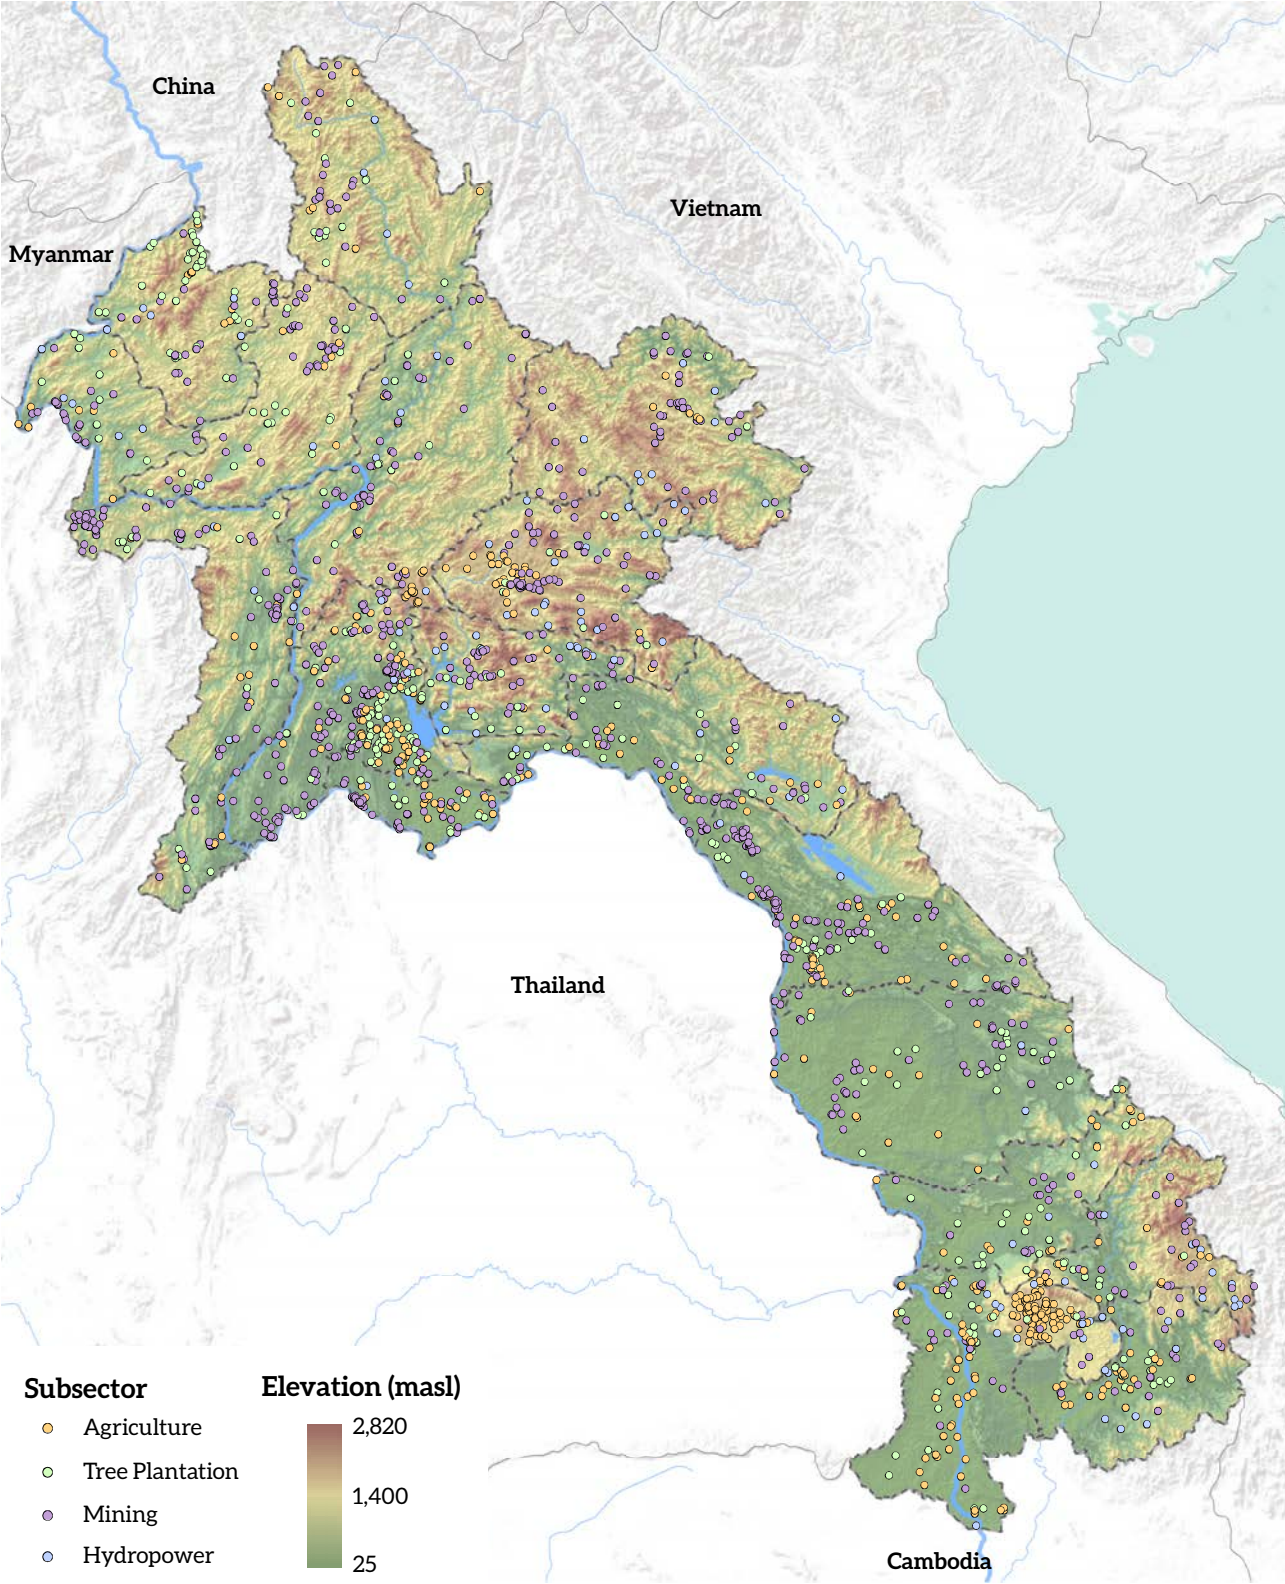 China
Vietnam
Myanmar
Thailand
Subsector
Agriculture
Tree Plantation
Mining
Hydropower
Elevation (masl)
2,820
1,400
25
Cambodia